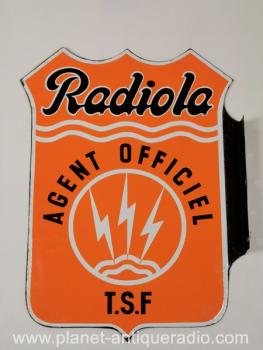 Radiola
AGENT OFFICIEL
T.S.F
www.planet-antiqueradio.com